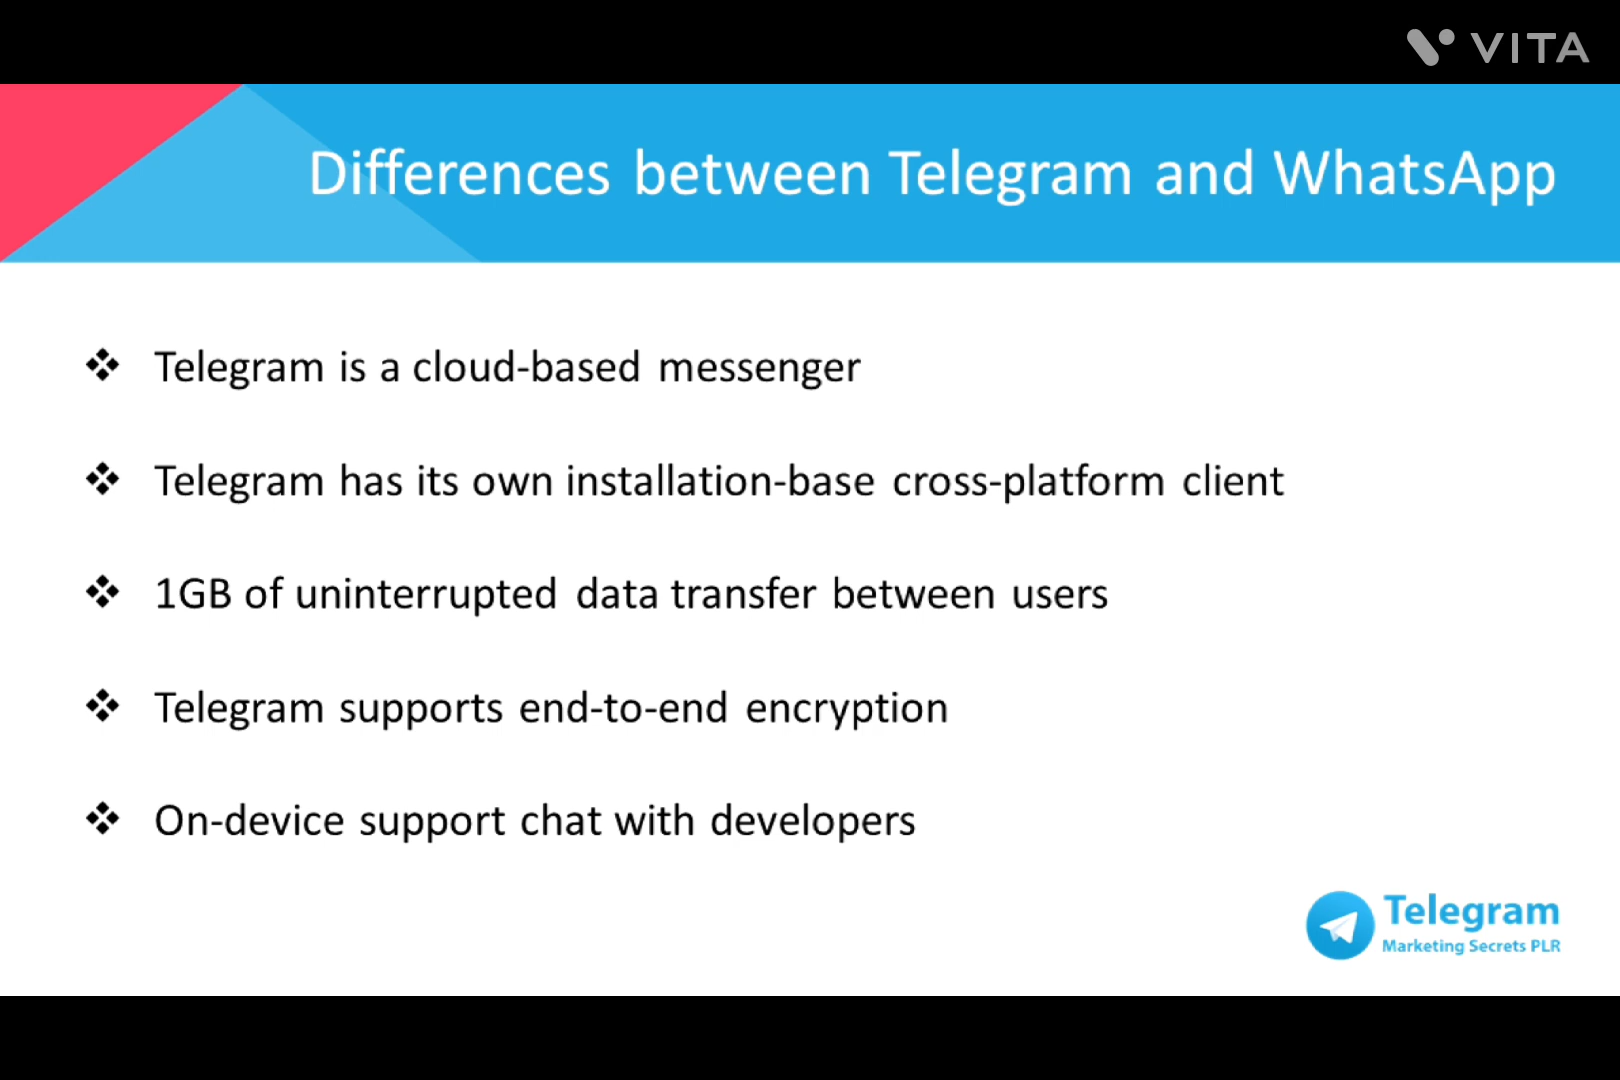 VITA
Differences between Telegram and WhatsApp
❖ Telegram is a cloud-based messenger
❖ Telegram has its own installation-base cross-platform client
❖ 1GB of uninterrupted data transfer between users
❖ Telegram supports end-to-end encryption
❖ On-device support chat with developers
Telegram
Marketing Secrets PLR